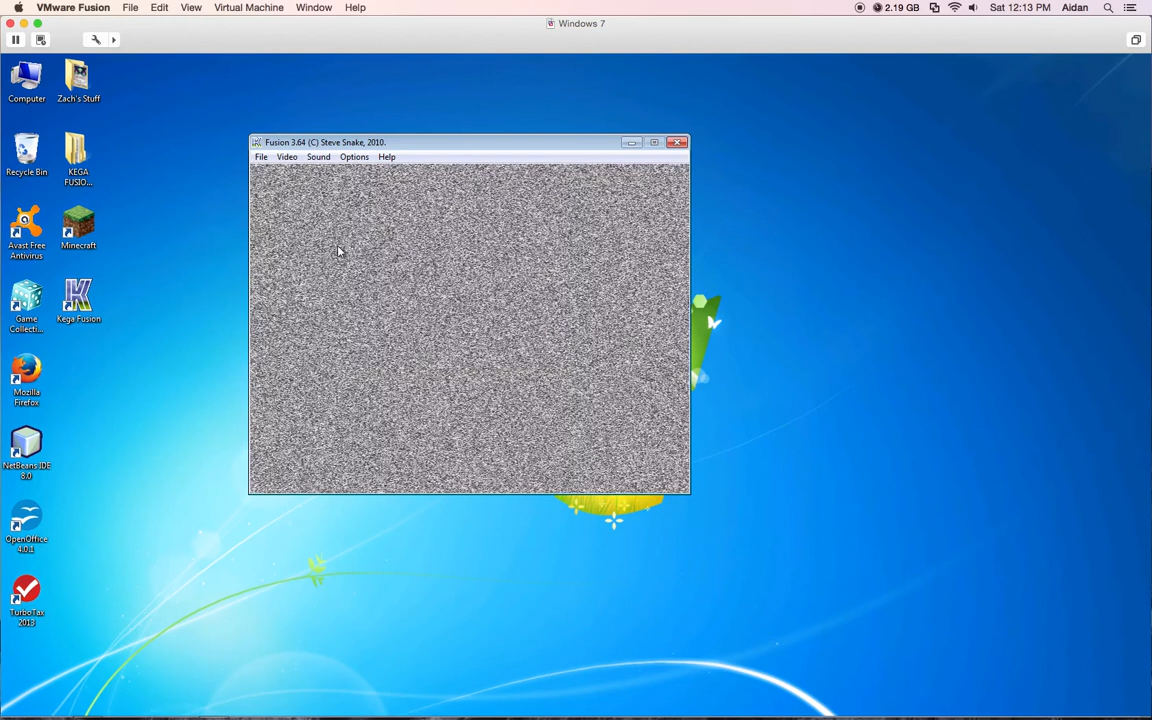 VMware Fusion File Edit View Virtual Machine Window Help 2.19 GB Sat 12:13 PM Aidan
Windows 7
Computer
Zach's Stuff
Recycle Bin
KEGA
FUSIO...
Avast Free
Antivirus
Minecraft
Game
Collecti...
Kega Fusion
Mozilla
Firefox
NetBeans IDE
8.0
OpenOffice
4.0.1
TurboTax
2013
Fusion 3.64 (C) Steve Snake, 2010.
File Video Sound Options Help